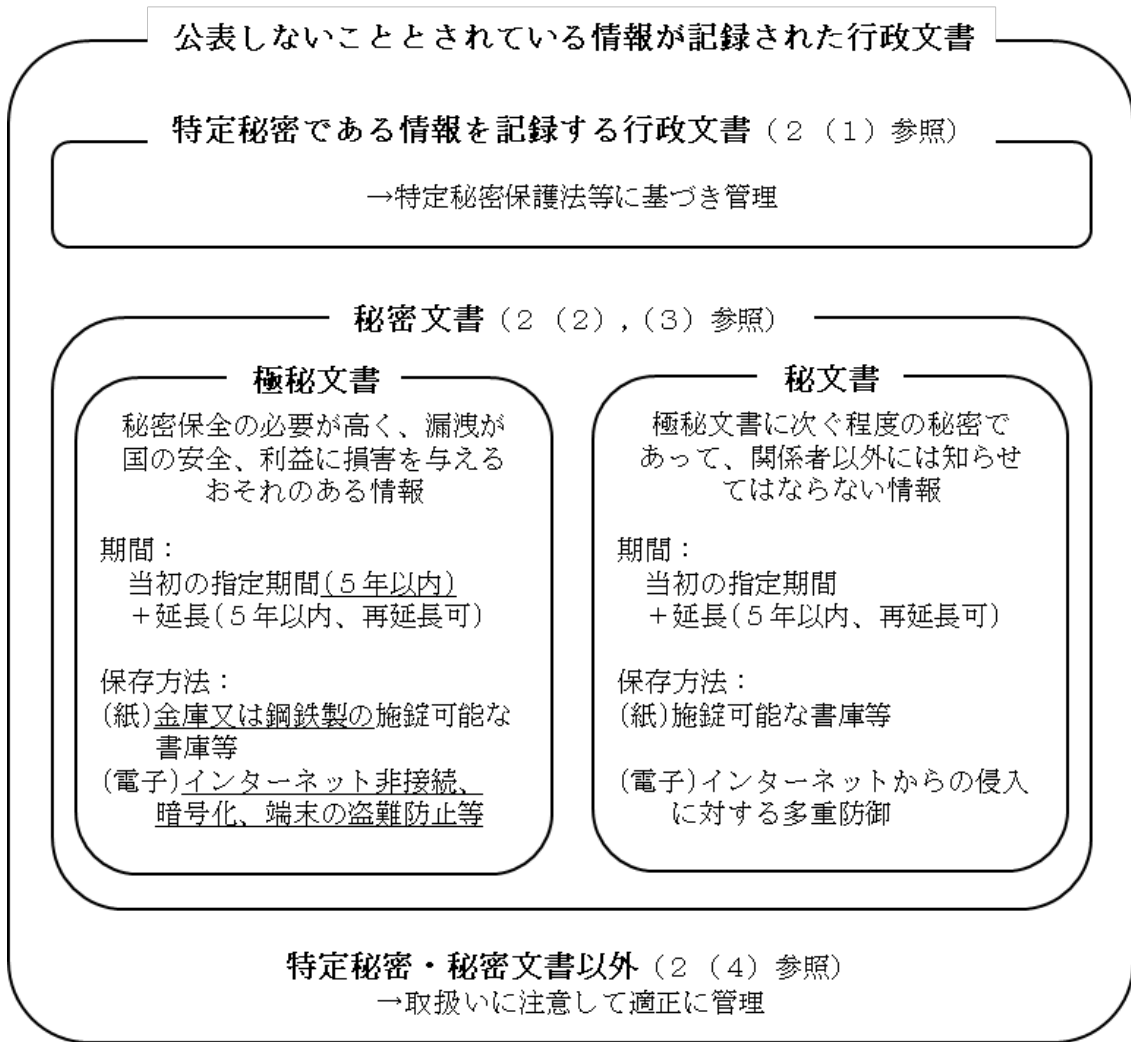 公表しないこととされている情報が記録された行政文書
特定秘密である情報を記録する行政文書（２（１）参照）
→特定秘密保護法等に基づき管理
秘密文書（２（２），（３）参照）
極秘文書
秘密保全の必要が高く、漏洩が
国の安全、利益に損害を与える
おそれのある情報
期間：
当初の指定期間(５年以内)
＋延長(５年以内、再延長可)
保存方法：
(紙)金庫又は鋼鉄製の施錠可能な
書庫等
(電子)インターネット非接続、
暗号化、端末の盗難防止等
秘文書
極秘文書に次ぐ程度の秘密で
あって、関係者以外には知らせ
てはならない情報
期間：
当初の指定期間
＋延長(５年以内、再延長可)
保存方法：
(紙)施錠可能な書庫等
(電子)インターネットからの侵入
に対する多重防御
特定秘密・秘密文書以外（２（４）参照）
→取扱いに注意して適正に管理